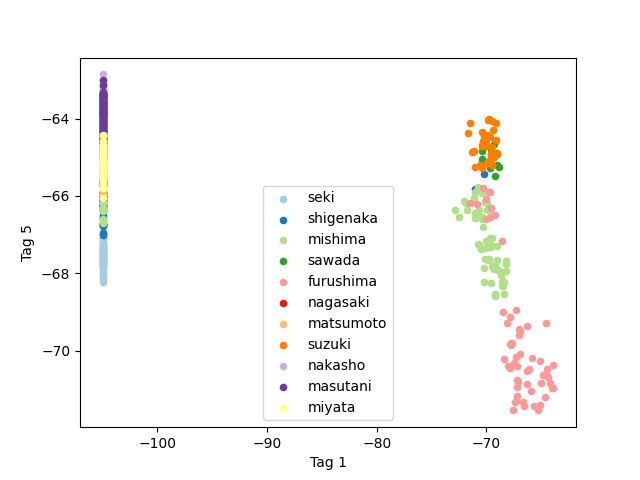 −64
−66
−68
−70
Tag 5
seki
shigenaka
mishima
sawada
furushima
nagasaki
matsumoto
suzuki
nakasho
masutani
miyata
−100
−90
−80
−70
Tag 1